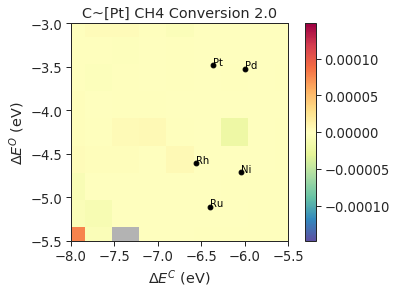 C~[Pt] CH4 Conversion 2.0
−3.0
−3.5
−4.0
−4.5
−5.0
−5.5
ΔE^O (eV)
Pt
Pd
Rh
Ni
Ru
−8.0 −7.5 −7.0 −6.5 −6.0 −5.5
ΔE^C (eV)
0.00010
0.00005
0.00000
−0.00005
−0.00010